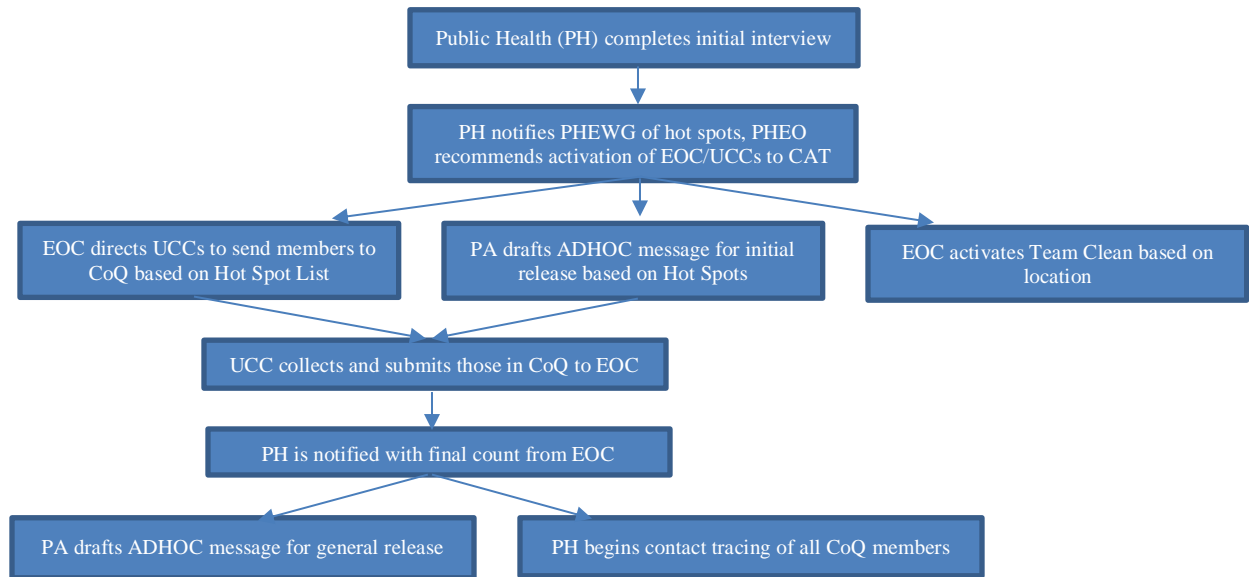 Public Health (PH) completes initial interview
PH notifies PHEWG of hot spots, PHEO
recommends activation of EOC/UCCs to CAT
EOC directs UCCs to send members to
CoQ based on Hot Spot List
PA drafts ADHOC message for initial
release based on Hot Spots
EOC activates Team Clean based on
location
UCC collects and submits those in CoQ to EOC
PH is notified with final count from EOC
PA drafts ADHOC message for general release
PH begins contact tracing of all CoQ members